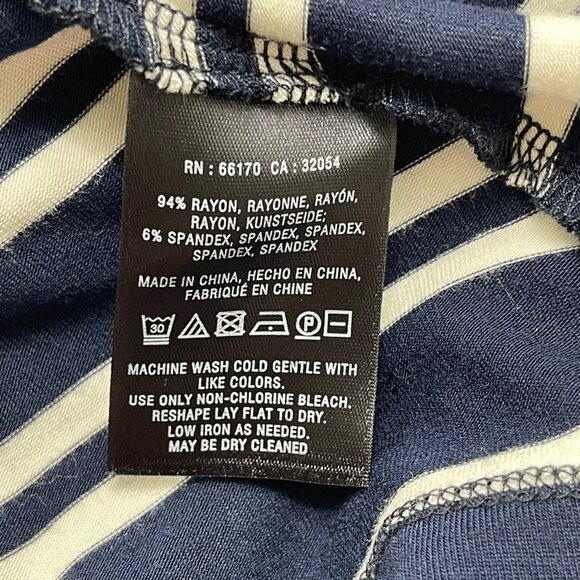 RN : 66170 CA : 32054
94% RAYON, RAYONNE, RAYÓN,
RAYON, KUNSTSEIDE;
6% SPANDEX, SPANDEX, SPANDEX,
SPANDEX, SPANDEX
MADE IN CHINA, HECHO EN CHINA,
FABRIQUÉ EN CHINE
30 P
MACHINE WASH COLD GENTLE WITH
LIKE COLORS.
USE ONLY NON-CHLORINE BLEACH.
RESHAPE LAY FLAT TO DRY.
LOW IRON AS NEEDED.
MAY BE DRY CLEANED